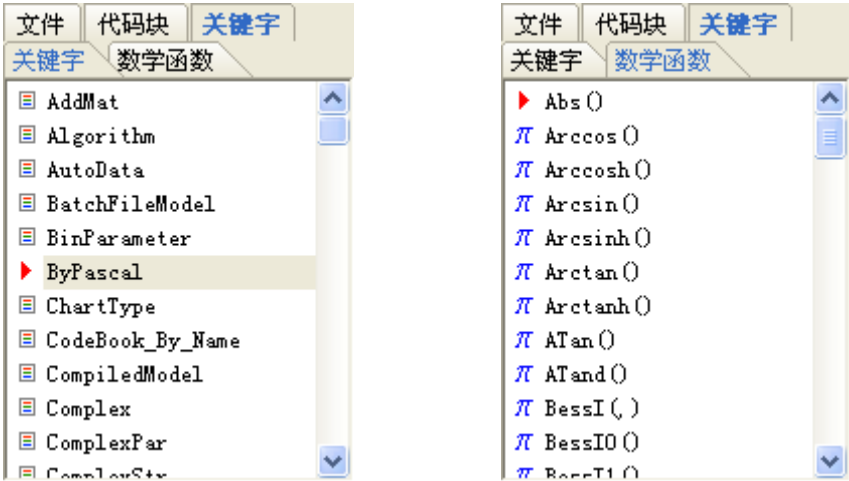 文件 代码块 关键字
关键字 数学函数
AddMat
Algorithm
AutoData
BatchFileModel
BinParameter
ByPascal
ChartType
CodeBook_By_Name
CompiledModel
Complex
ComplexPar
ComplexStr
文件 代码块 关键字
关键字 数学函数
Abs()
π Arccos()
π Arccosh()
π Arcsin()
π Arcsinh()
π Arctan()
π Arctanh()
π ATan()
π ATand()
π BessI(,)
π BessI0()
π BessI1()